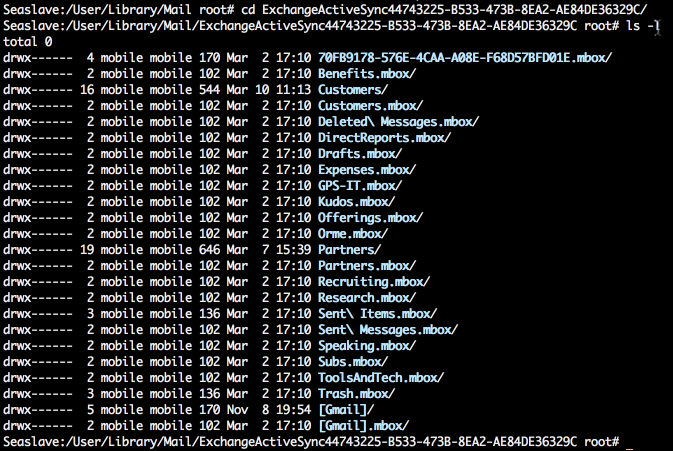 Seaslave:/User/Library/Mail root# cd ExchangeActiveSync44743225-B533-473B-8EA2-AE84DE36329C/
Seaslave:/User/Library/Mail/ExchangeActiveSync44743225-B533-473B-8EA2-AE84DE36329C root# ls -l
total 0
drwx------ 4 mobile mobile 170 Mar 2 17:10 70FB9178-576E-4CAA-A08E-F68D57BFD01E.mbox/
drwx------ 2 mobile mobile 102 Mar 2 17:10 Benefits.mbox/
drwx------ 16 mobile mobile 544 Mar 10 11:13 Customers/
drwx------ 2 mobile mobile 102 Mar 2 17:10 Customers.mbox/
drwx------ 2 mobile mobile 102 Mar 2 17:10 Deleted\ Messages.mbox/
drwx------ 2 mobile mobile 102 Mar 2 17:10 DirectReports.mbox/
drwx------ 2 mobile mobile 102 Mar 2 17:10 Drafts.mbox/
drwx------ 2 mobile mobile 102 Mar 2 17:10 Expenses.mbox/
drwx------ 2 mobile mobile 102 Mar 2 17:10 GPS-IT.mbox/
drwx------ 2 mobile mobile 102 Mar 2 17:10 Kudos.mbox/
drwx------ 2 mobile mobile 102 Mar 2 17:10 Offerings.mbox/
drwx------ 2 mobile mobile 102 Mar 2 17:10 Orme.mbox/
drwx------ 19 mobile mobile 646 Mar 7 15:39 Partners/
drwx------ 2 mobile mobile 102 Mar 2 17:10 Partners.mbox/
drwx------ 2 mobile mobile 102 Mar 2 17:10 Recruiting.mbox/
drwx------ 2 mobile mobile 102 Mar 2 17:10 Research.mbox/
drwx------ 3 mobile mobile 136 Mar 2 17:10 Sent\ Items.mbox/
drwx------ 2 mobile mobile 102 Mar 2 17:10 Sent\ Messages.mbox/
drwx------ 2 mobile mobile 102 Mar 2 17:10 Speaking.mbox/
drwx------ 2 mobile mobile 102 Mar 2 17:10 Subs.mbox/
drwx------ 2 mobile mobile 102 Mar 2 17:10 ToolsAndTech.mbox/
drwx------ 3 mobile mobile 136 Mar 2 17:10 Trash.mbox/
drwx------ 5 mobile mobile 170 Nov 8 19:54 [Gmail]/
drwx------ 2 mobile mobile 102 Mar 2 17:10 [Gmail].mbox/
Seaslave:/User/Library/Mail/ExchangeActiveSync44743225-B533-473B-8EA2-AE84DE36329C root# _